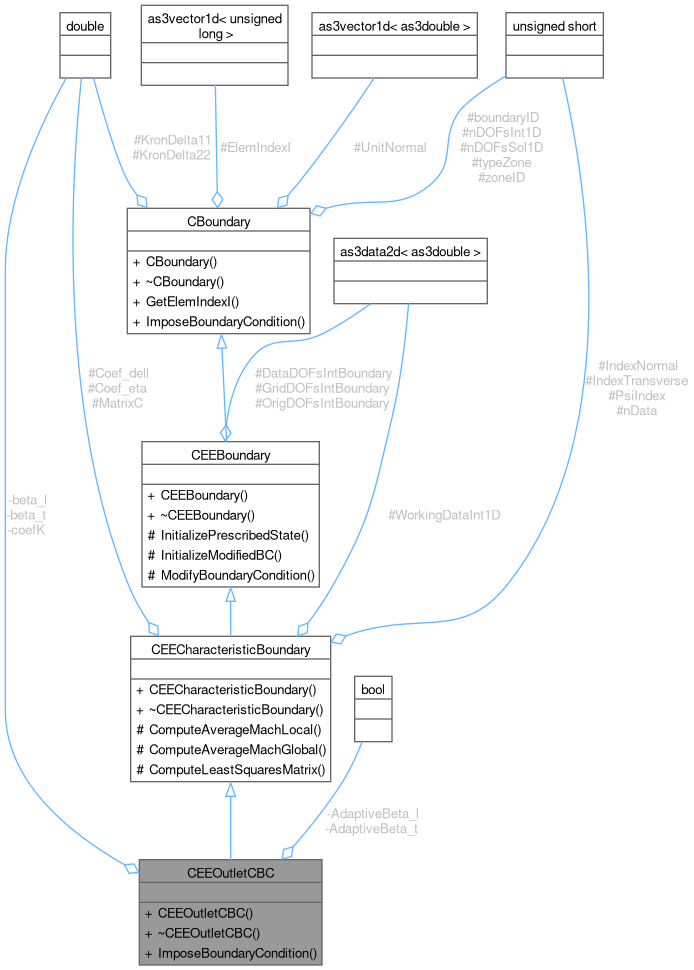 double
as3vector1d< unsigned
long >
as3vector1d< as3double >
unsigned short
#KronDelta11
#KronDelta22
#ElemIndexI
#UnitNormal
#boundaryID
#nDOFsInt1D
#nDOFsSol1D
#typeZone
#zoneID
CBoundary
+ CBoundary()
+ ~CBoundary()
+ GetElemIndexI()
+ ImposeBoundaryCondition()
as3data2d< as3double >
#Coef_dell
#Coef_eta
#MatrixC
#DataDOFsIntBoundary
#GridDOFsIntBoundary
#OrigDOFsIntBoundary
#IndexNormal
#IndexTransverse
#PsiIndex
#nData
CEEBoundary
+ CEEBoundary()
+ ~CEEBoundary()
# InitializePrescribedState()
# InitializeModifiedBC()
# ModifyBoundaryCondition()
-beta_l
-beta_t
-coefK
#WorkingDataInt1D
CEECharacteristicBoundary
+ CEECharacteristicBoundary()
+ ~CEECharacteristicBoundary()
# ComputeAverageMachLocal()
# ComputeAverageMachGlobal()
# ComputeLeastSquaresMatrix()
bool
-AdaptiveBeta_l
-AdaptiveBeta_t
CEEOutletCBC
+ CEEOutletCBC()
+ ~CEEOutletCBC()
+ ImposeBoundaryCondition()